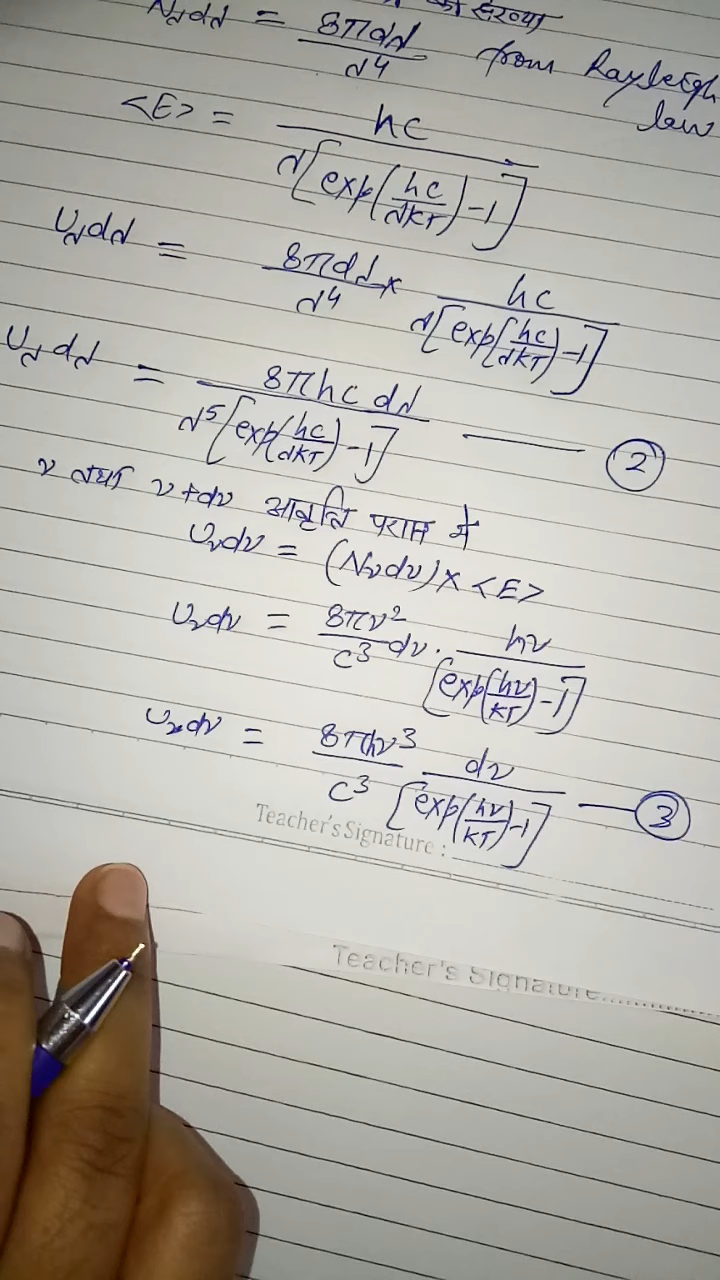 संख्या
Nλdλ = 8πdλ/λ⁴ from Rayleigh
law
<E> = hc/λ[exp(hc/λKT)-1]
Uλdλ = 8πdλ/λ⁴ × hc/λ[exp(hc/λKT)-1]
Uλdλ = 8πhc dλ/λ⁵[exp(hc/λKT)-1] —— ②
ν तथा ν+dν आवृत्ति परास में
Uνdν = (Nνdν)×<E>
Uνdν = 8πν²/c³ dν. hν/[exp(hν/KT)-1]
Uνdν = 8πhν³/c³ dν/[exp(hν/KT)-1] —— ③
Teacher's Signature :
Teacher's Signature..............